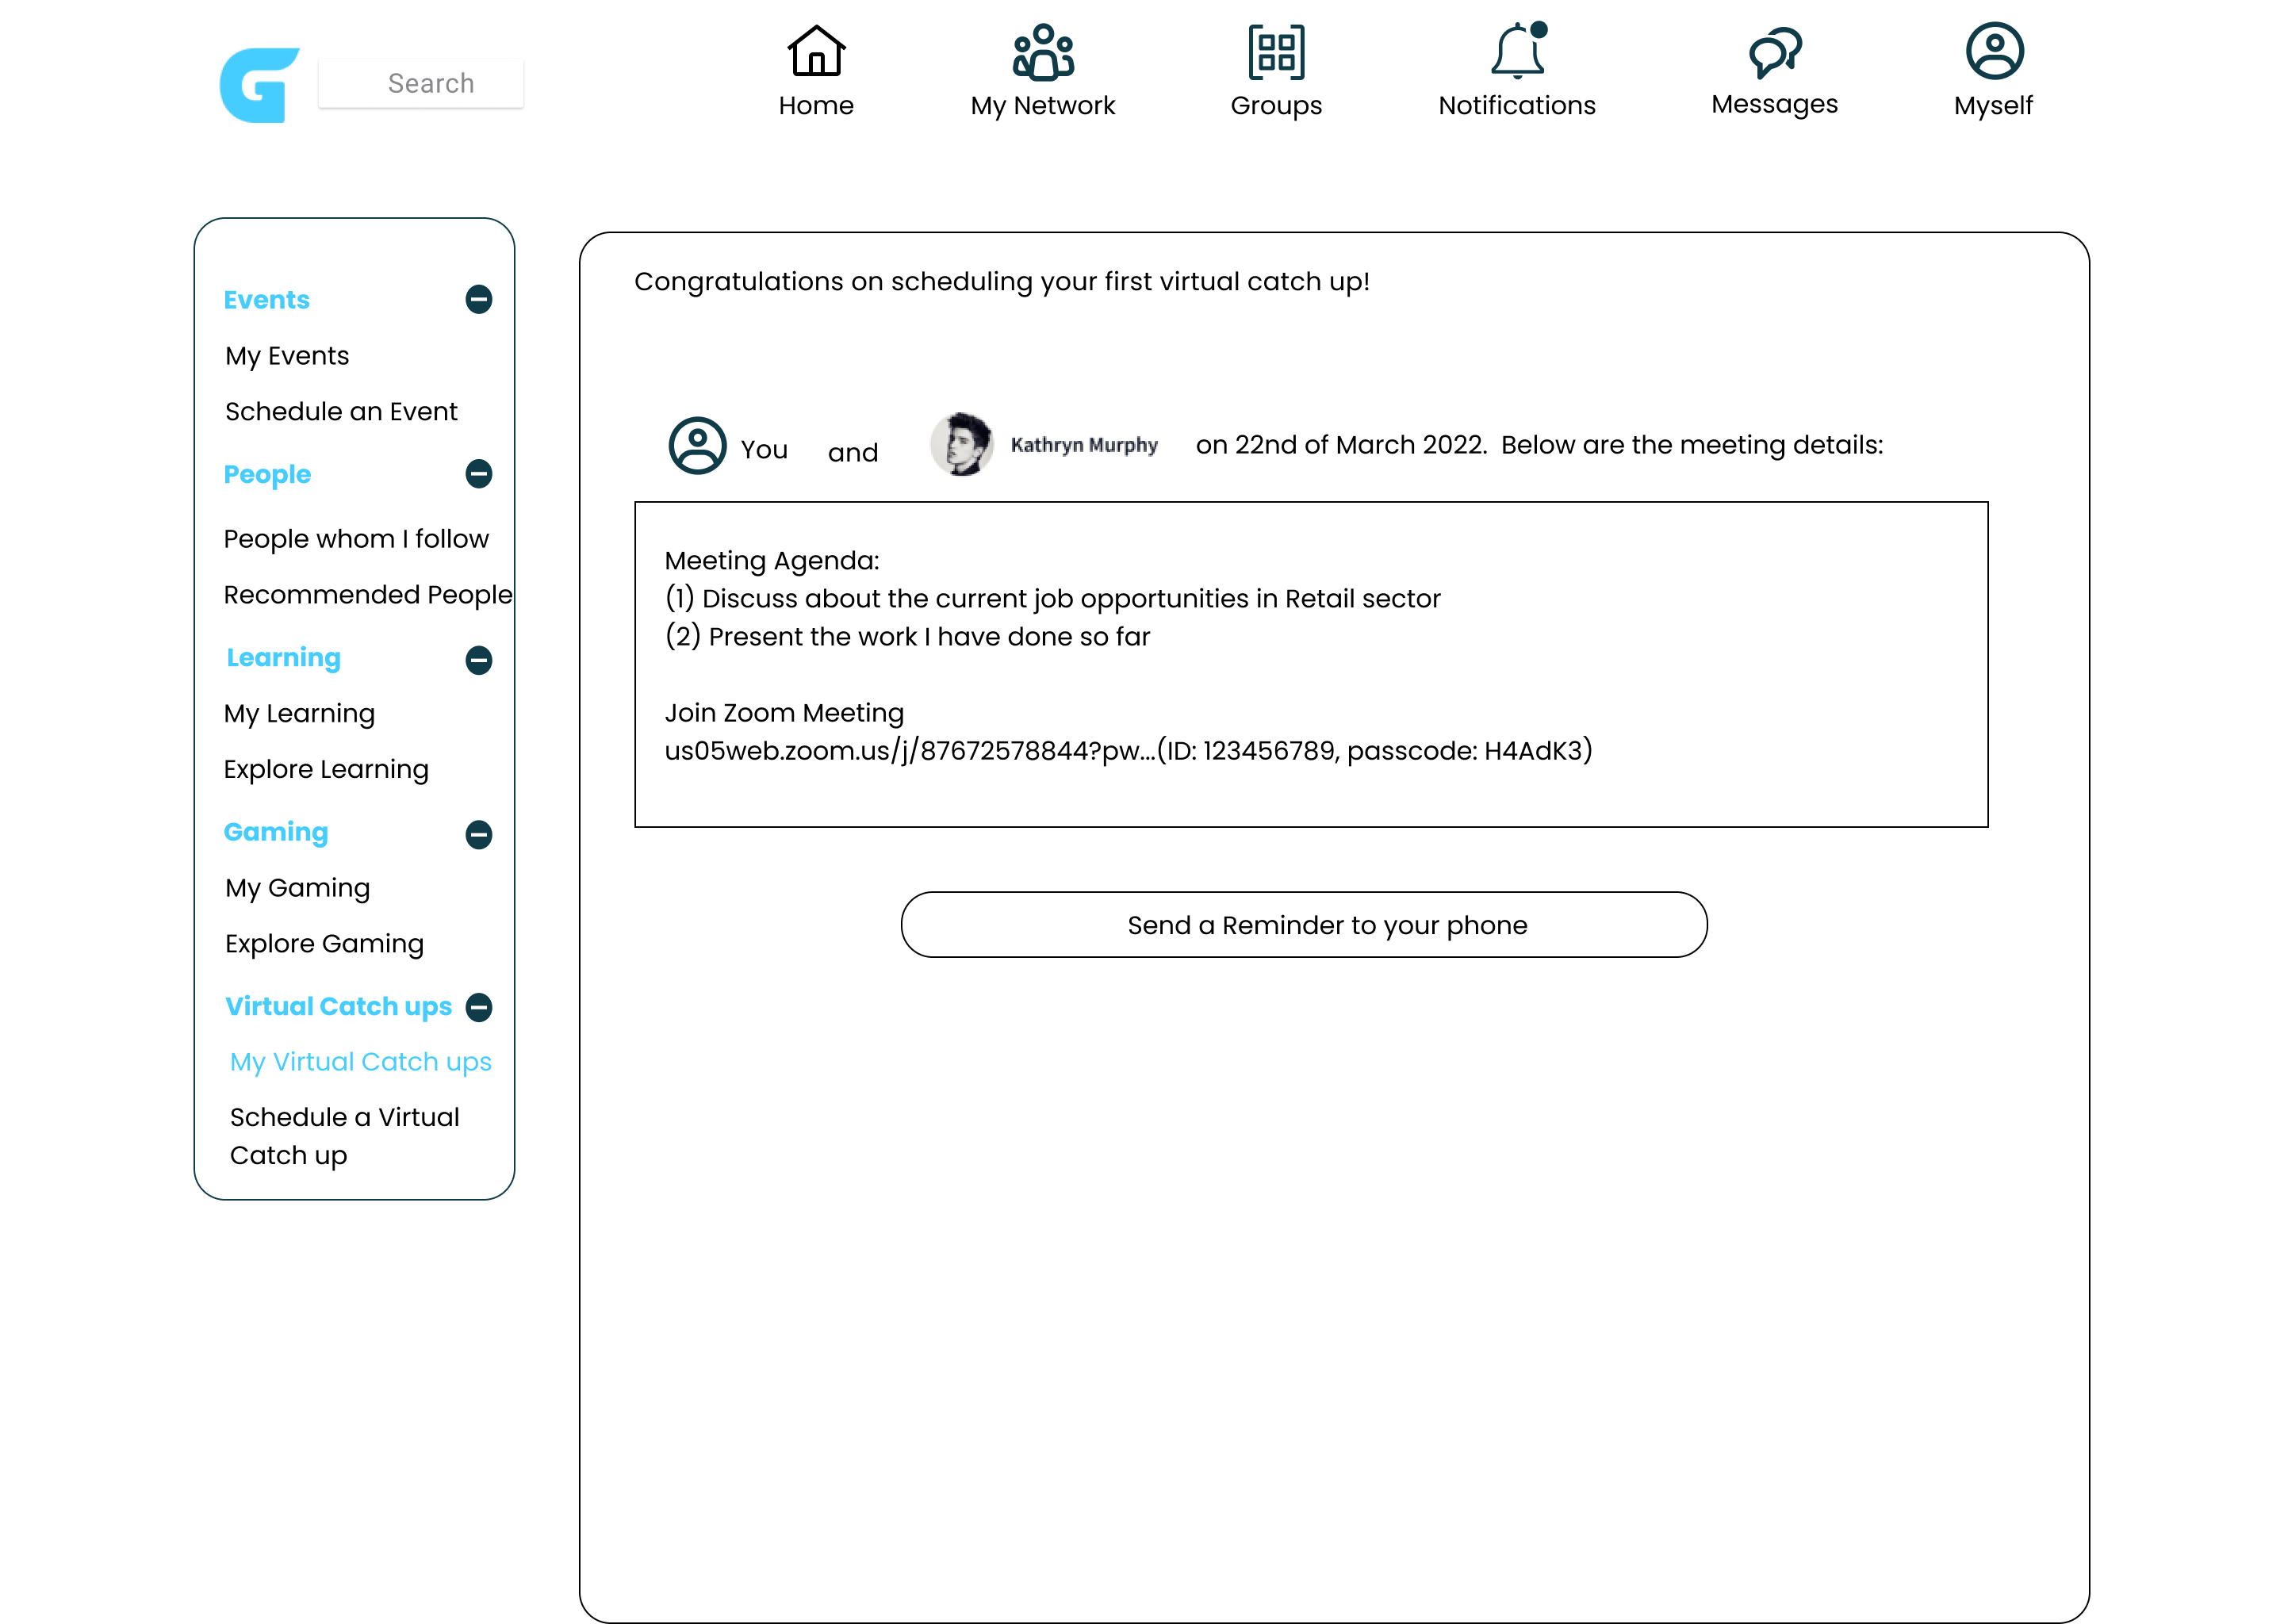 G
Search
Home
My Network
Groups
Notifications
Messages
Myself
Events
My Events
Schedule an Event
People
People whom I follow
Recommended People
Learning
My Learning
Explore Learning
Gaming
My Gaming
Explore Gaming
Virtual Catch ups
My Virtual Catch ups
Schedule a Virtual
Catch up
Congratulations on scheduling your first virtual catch up!
You and Kathryn Murphy on 22nd of March 2022. Below are the meeting details:
Meeting Agenda:
(1) Discuss about the current job opportunities in Retail sector
(2) Present the work I have done so far
Join Zoom Meeting
us05web.zoom.us/j/87672578844?pw...(ID: 123456789, passcode: H4AdK3)
Send a Reminder to your phone